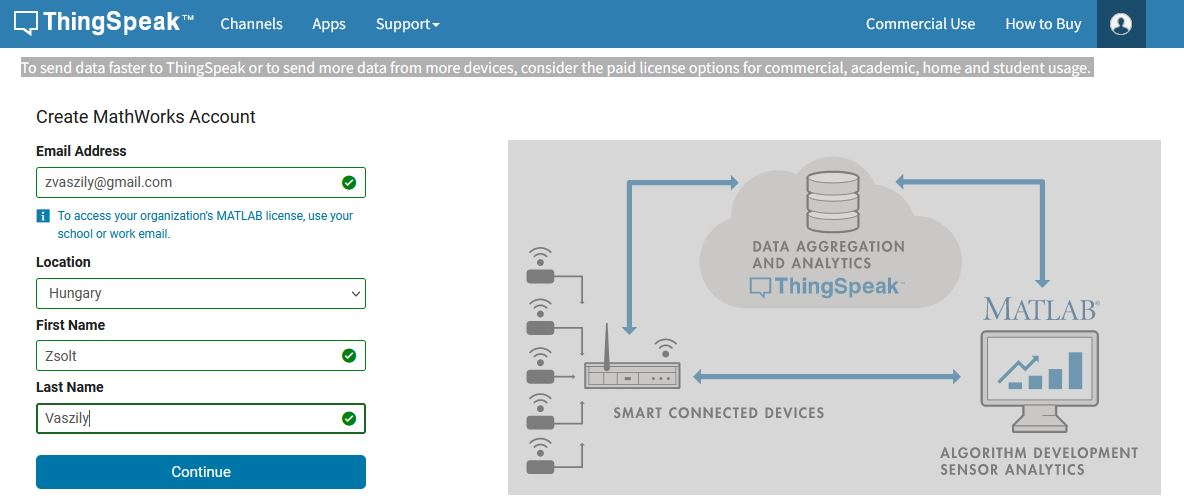 ThingSpeak™ Channels Apps Support Commercial Use How to Buy
To send data faster to ThingSpeak or to send more data from more devices, consider the paid license options for commercial, academic, home and student usage.
Create MathWorks Account
Email Address
zvaszily@gmail.com
To access your organization's MATLAB license, use your
school or work email.
Location
Hungary
First Name
Zsolt
Last Name
Vaszily
Continue
DATA AGGREGATION
AND ANALYTICS
ThingSpeak™
MATLAB®
SMART CONNECTED DEVICES
ALGORITHM DEVELOPMENT
SENSOR ANALYTICS